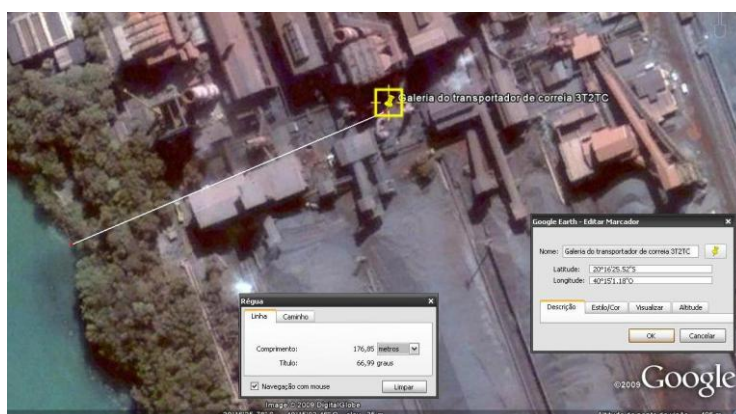 Galeria do transportador de correia 3T2TC
Google Earth - Editar Marcador
Nome: Galeria do transportador de correia 3T2TC
Latitude: 20°16'25.52"S
Longitude: 40°15'1.18"O
Descrição Estilo/Cor Visualizar Altitude
OK Cancelar
Régua
Linha Caminho
Comprimento: 176,85 metros
Título: 66,99 graus
Navegação com mouse Limpar
©2009 Google
Image © 2009 DigitalGlobe